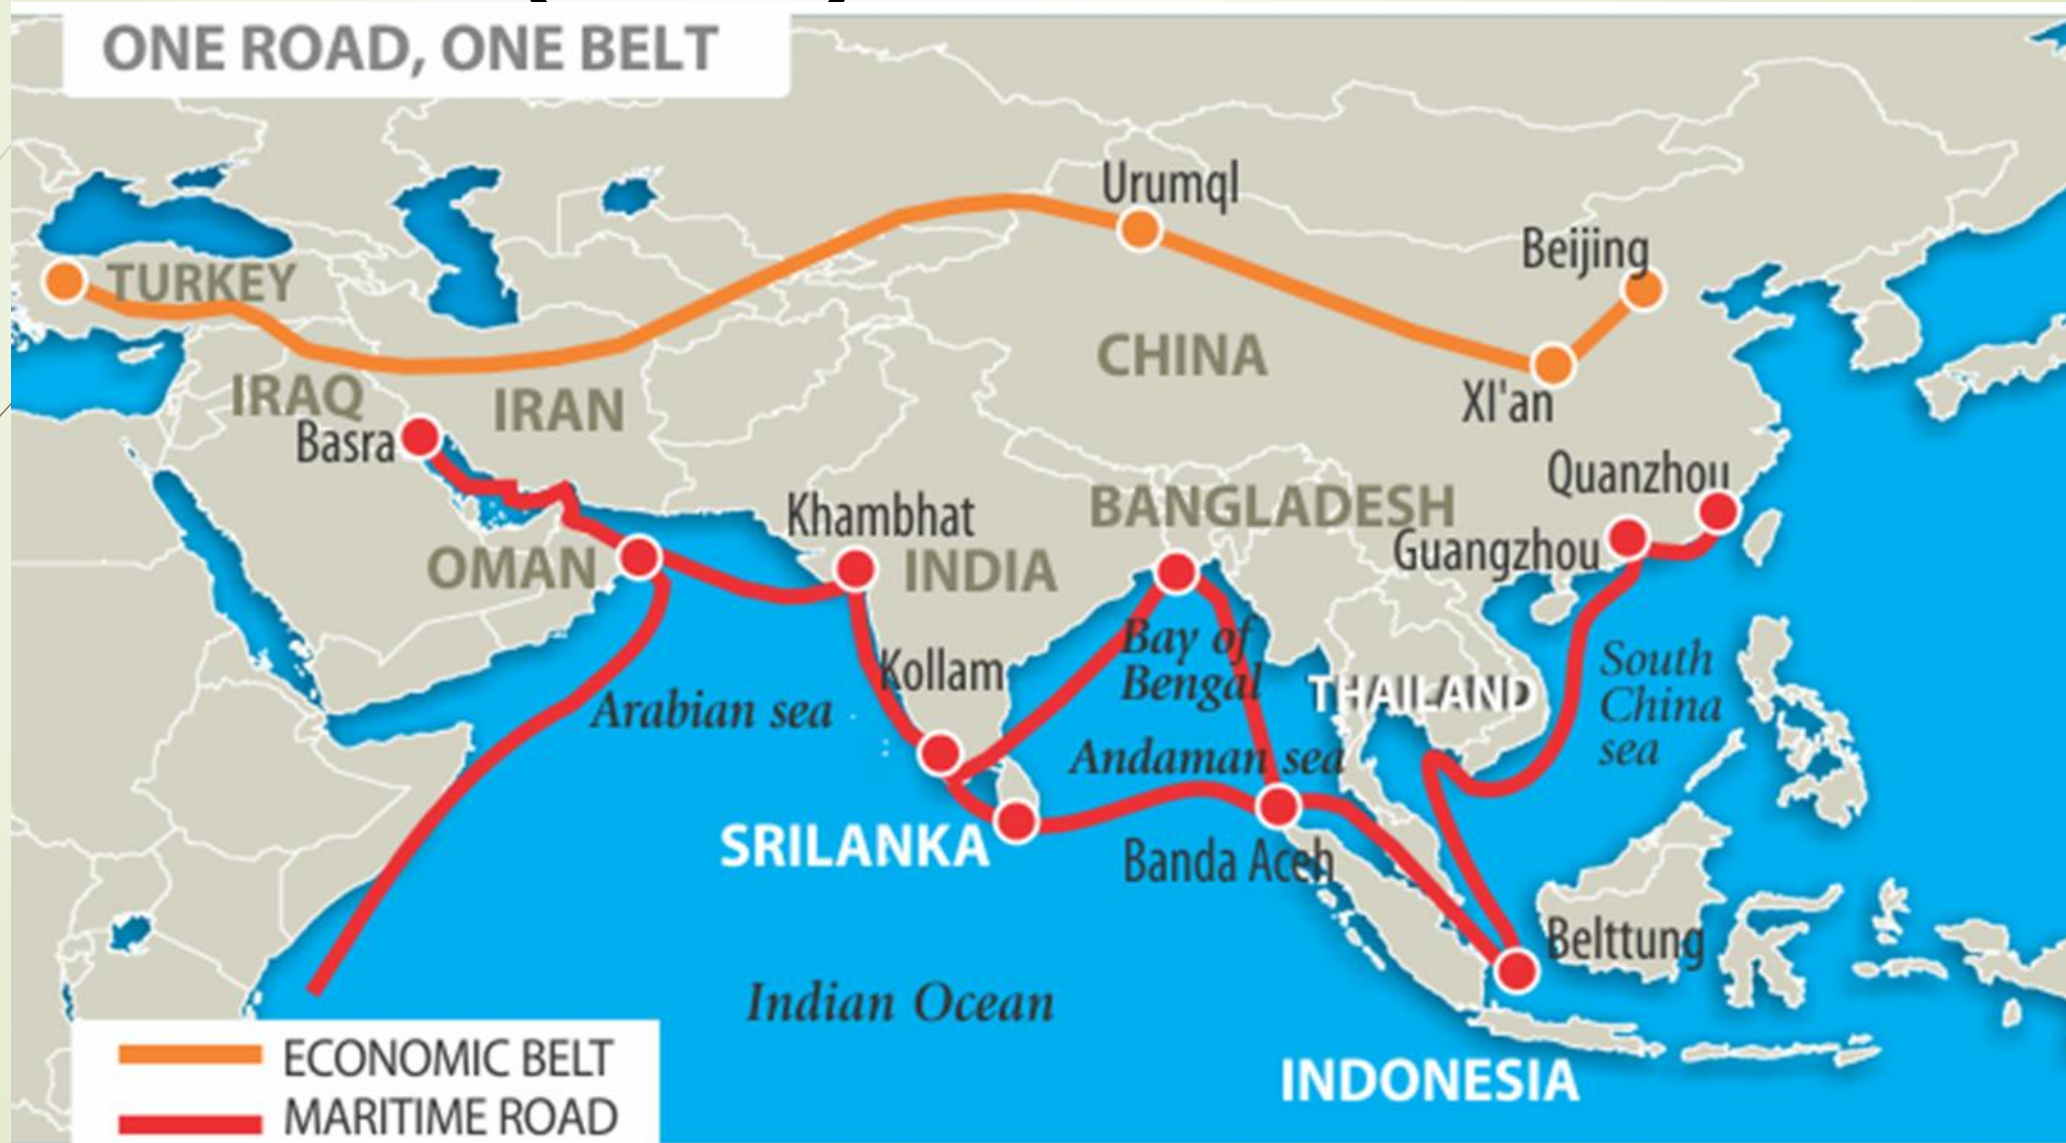 ONE ROAD, ONE BELT
Urumql
Beijing
TURKEY
CHINA
IRAQ
IRAN
XI'an
Basra
Quanzhou
Khambhat
BANGLADESH
Guangzhou
OMAN
INDIA
Bay of
Bengal
Kollam
South
China
sea
THAILAND
Arabian sea
Andaman sea
SRILANKA
Banda Aceh
Belttung
Indian Ocean
INDONESIA
ECONOMIC BELT
MARITIME ROAD